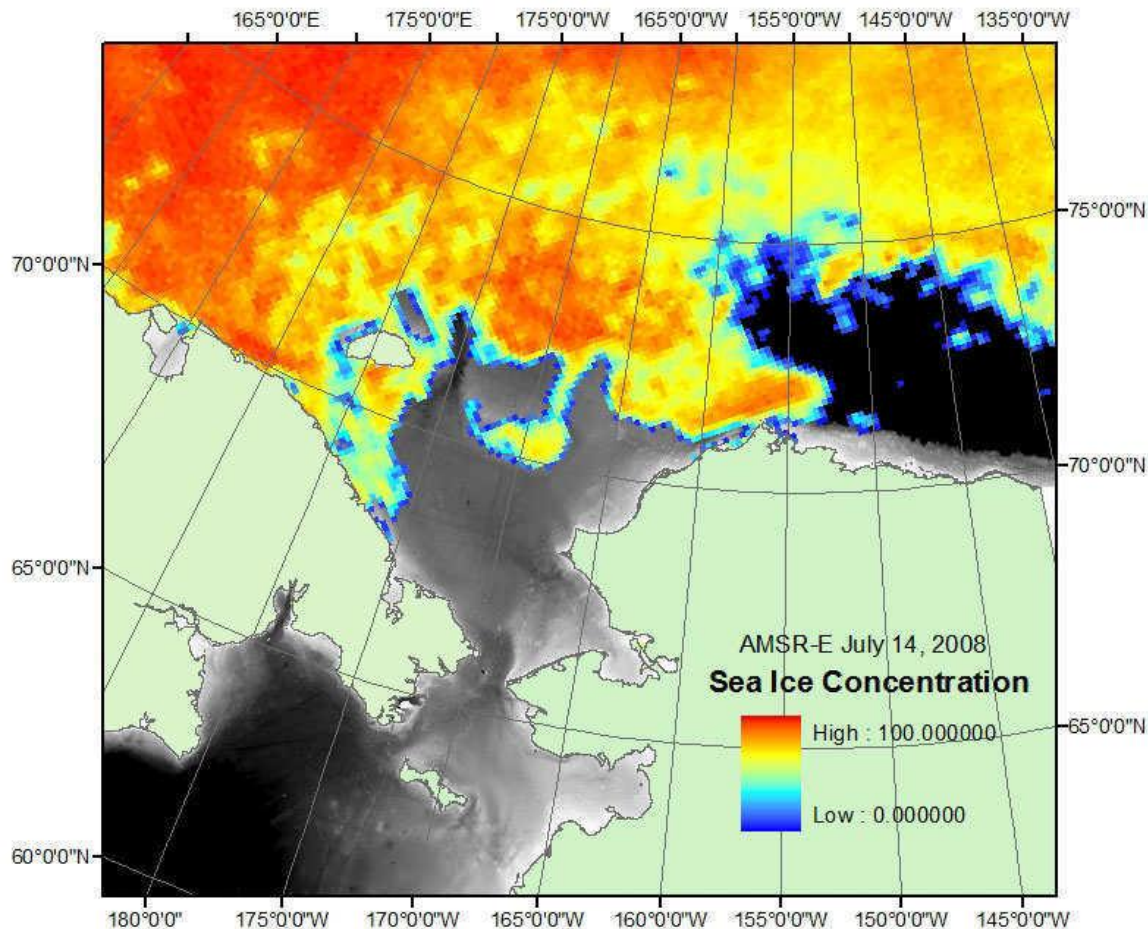 165°0'0"E 175°0'0"E 175°0'0"W 165°0'0"W 155°0'0"W 145°0'0"W 135°0'0"W
75°0'0"N
70°0'0"N
70°0'0"N
65°0'0"N
AMSR-E July 14, 2008
Sea Ice Concentration
High : 100.000000
65°0'0"N
Low : 0.000000
60°0'0"N
180°0'0" 175°0'0"W 170°0'0"W 165°0'0"W 160°0'0"W 155°0'0"W 150°0'0"W 145°0'0"W